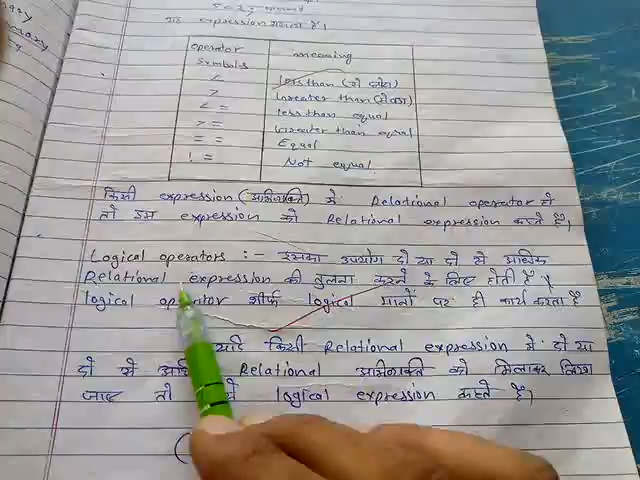 यह expression गलत है।
operator symbols meaning
< less than (से छोटा)
> Greater than (से बड़ा)
<= less than equal
>= Greater than equal
== Equal
!= Not equal
किसी expression (अभिव्यक्ति) में Relational operator हो
तो उस expression को Relational expression कहते हैं,
Logical operators :- इसका उपयोग दो या दो से अधिक
Relational expression की तुलना करने के लिए होती है
logical operator सिर्फ logical मानों पर ही कार्य करता है
यदि किसी Relational expression में दो या
दो से Relational अभिव्यक्ति को मिलाकर लिखा
जाए तो logical expression कहते हैं,